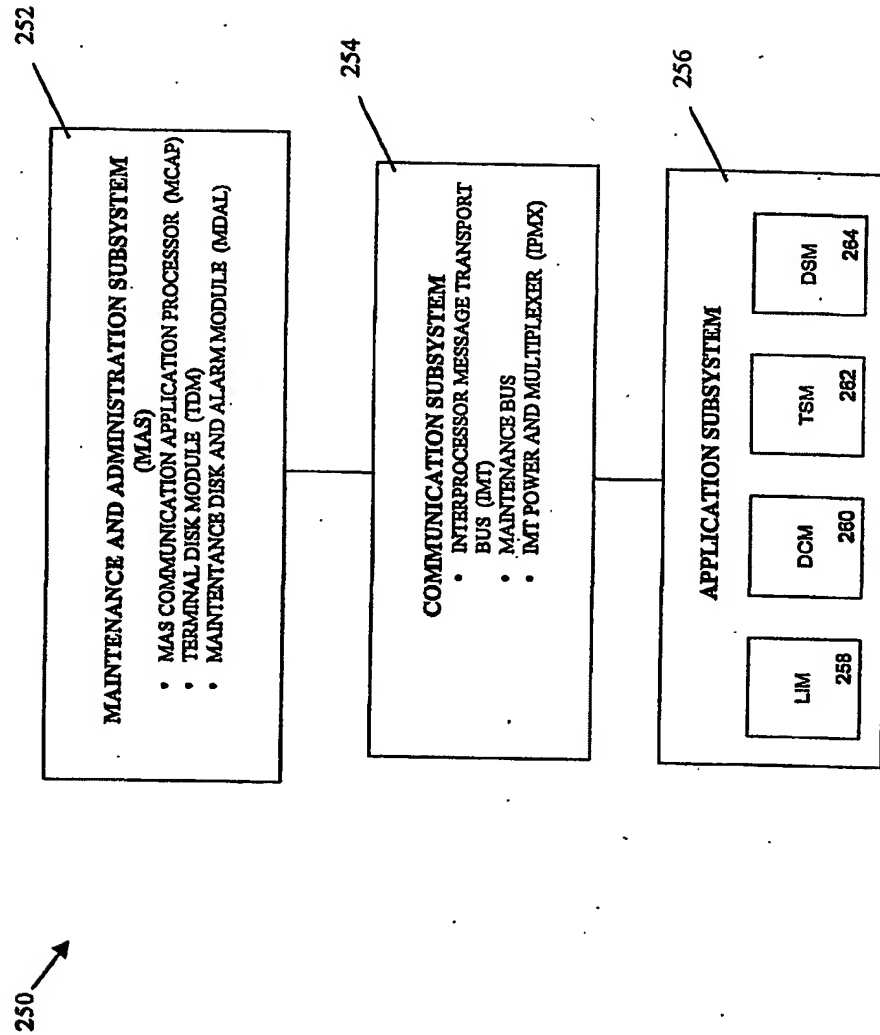 250
252
MAINTENANCE AND ADMINISTRATION SUBSYSTEM
(MAS)
• MAS COMMUNICATION APPLICATION PROCESSOR (MCAP)
• TERMINAL DISK MODULE (TDM)
• MAINTENTANCE DISK AND ALARM MODULE (MDAL)
254
COMMUNICATION SUBSYSTEM
• INTERPROCESSOR MESSAGE TRANSPORT
BUS (IMT)
• MAINTENANCE BUS
• IMT POWER AND MULTIPLEXER (IPMX)
256
APPLICATION SUBSYSTEM
LIM
258
DCM
260
TSM
262
DSM
264